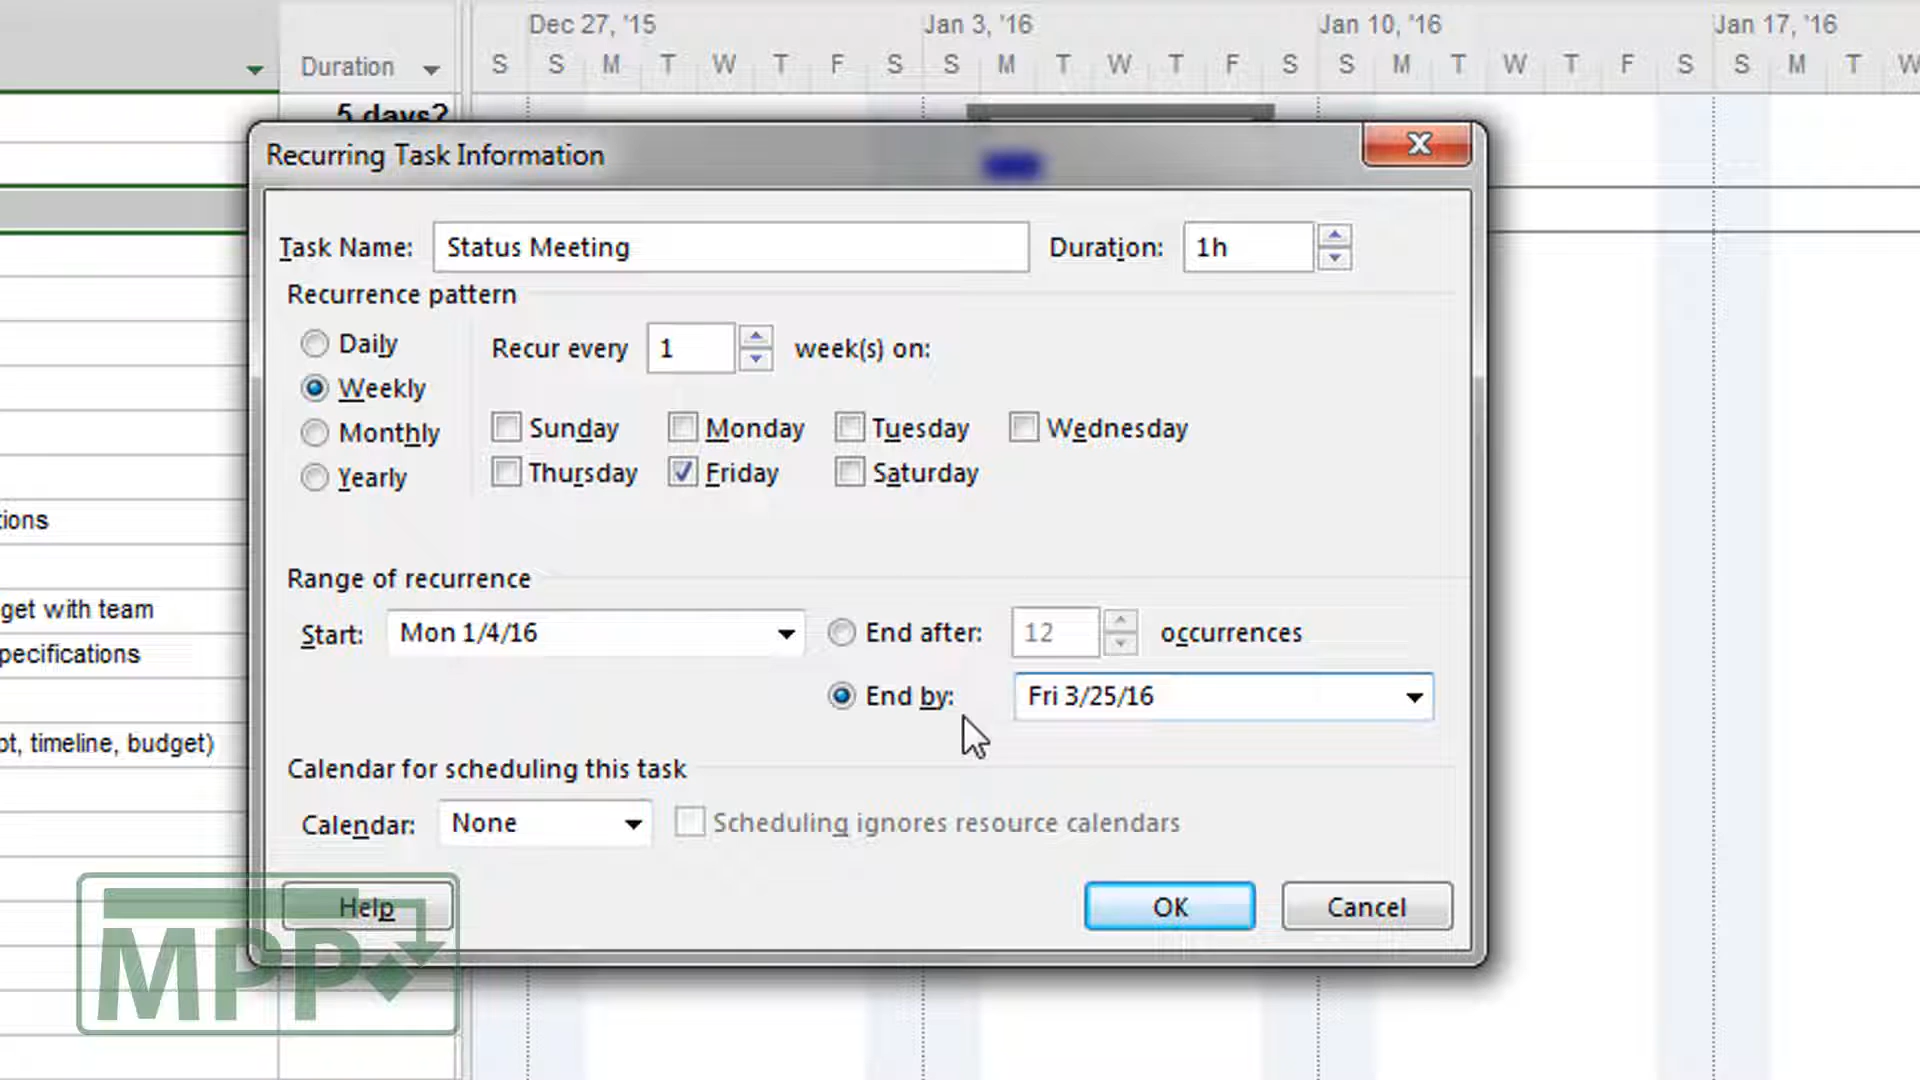 Dec 27, '15 Jan 3, '16 Jan 10, '16 Jan 17, '16
Duration S S M T W T F S S M T W T F S S M T W T F S S M T W
5 days?
Recurring Task Information
Task Name: Status Meeting Duration: 1h
Recurrence pattern
Daily Recur every 1 week(s) on:
Weekly
Monthly Sunday Monday Tuesday Wednesday
Yearly Thursday Friday Saturday
tions
Range of recurrence
get with team
Start: Mon 1/4/16 End after: 12 occurrences
pecifications
End by: Fri 3/25/16
pt, timeline, budget)
Calendar for scheduling this task
Calendar: None Scheduling ignores resource calendars
Help OK Cancel
MPP